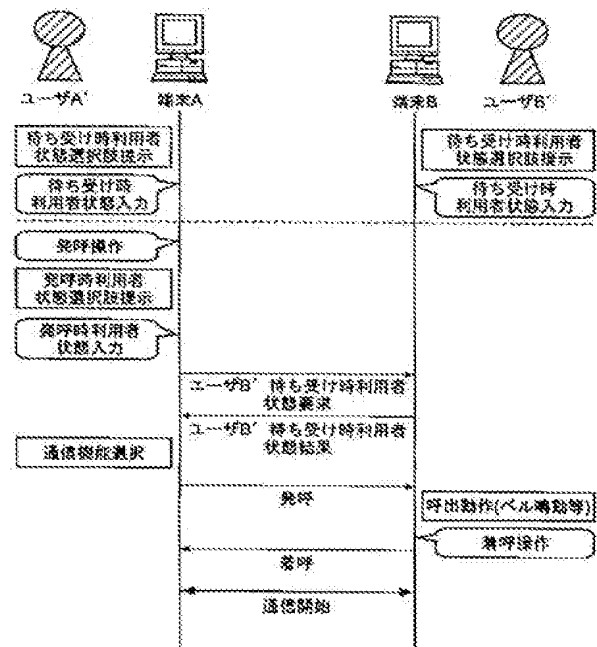 ユーザA'
端末A
端末B
ユーザB'
待ち受け時利用者
状態選択肢提示
待ち受け時
利用者状態入力
待ち受け時利用者
状態選択肢提示
待ち受け時
利用者状態入力
発呼操作
発呼時利用者
状態選択肢提示
発呼時利用者
状態入力
ユーザB' 待ち受け時利用者
状態要求
ユーザB' 待ち受け時利用者
状態結果
通信機能選択
発呼
呼出動作(ベル鳴動等)
着呼操作
着呼
通信開始